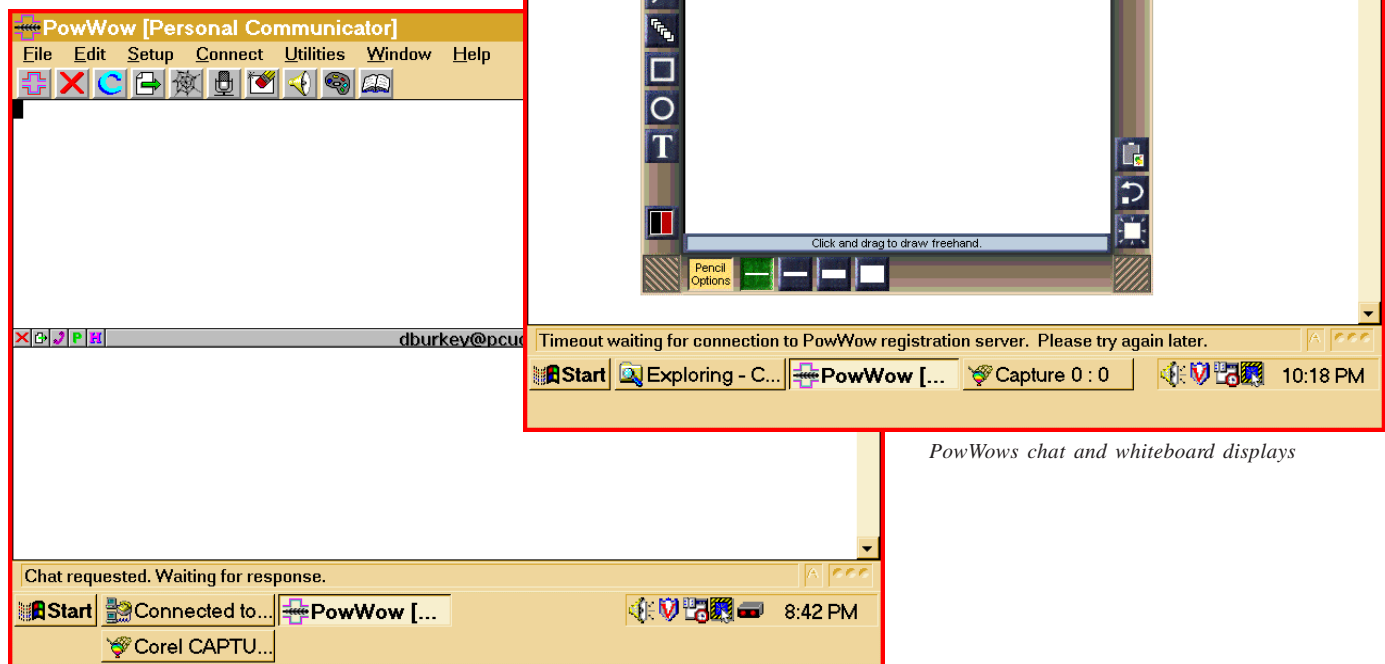 PowWow [Personal Communicator]
File Edit Setup Connect Utilities Window Help
T
Click and drag to draw freehand.
Pencil
Options
dburkey@pcu
Timeout waiting for connection to PowWow registration server. Please try again later.
Start Exploring - C... PowWow [... Capture 0 : 0 10:18 PM
PowWows chat and whiteboard displays
Chat requested. Waiting for response.
Start Connected to... PowWow [... 8:42 PM
Corel CAPTU...